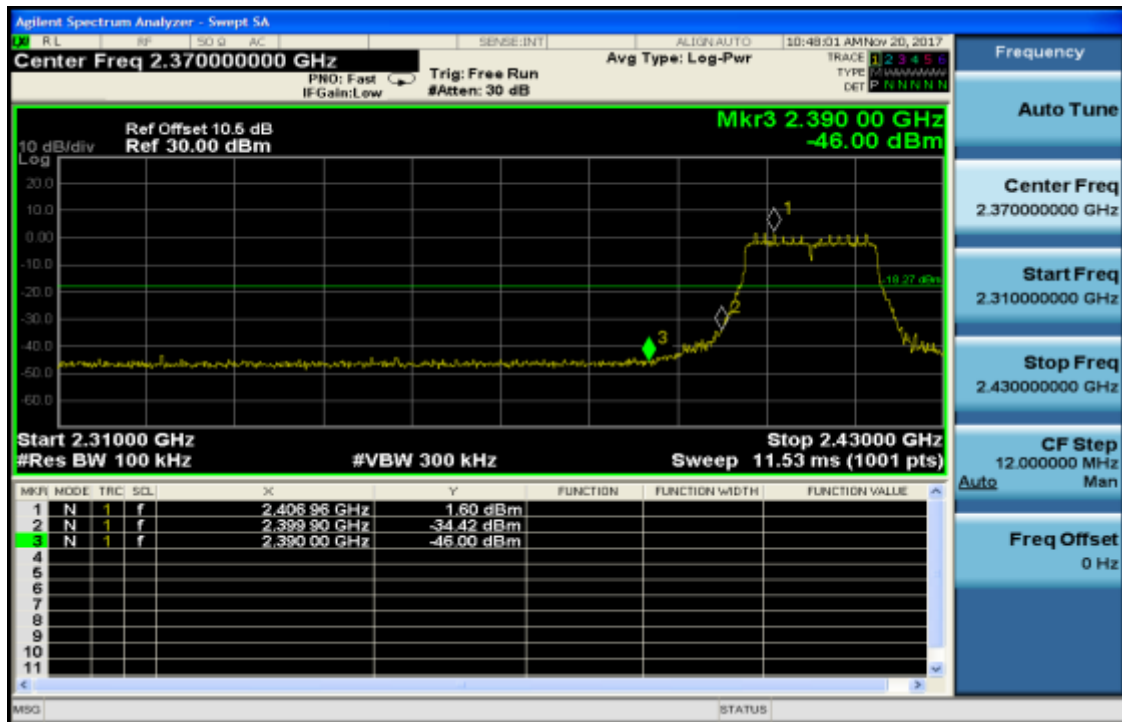 Agilent Spectrum Analyzer - Swept SA
RL RF 50 Ω AC SENSE:INT ALIGN AUTO 10:48:01 AM Nov 20, 2017
Center Freq 2.370000000 GHz Avg Type: Log-Pwr TRACE 1 2 3 4 5 6
PNO: Fast Trig: Free Run TYPE M WWWWW
IFGain:Low #Atten: 30 dB DET P N N N N N
Mkr3 2.390 00 GHz
-46.00 dBm
Ref Offset 10.5 dB
10 dB/div Ref 30.00 dBm
Log
20.0
10.0
0.00
-10.0
-20.0
-30.0
-40.0
-50.0
-60.0
1
2
3
-18.27 dBm
Start 2.31000 GHz Stop 2.43000 GHz
#Res BW 100 kHz #VBW 300 kHz Sweep 11.53 ms (1001 pts)
MKR MODE TRC SCL X Y FUNCTION FUNCTION WIDTH FUNCTION VALUE
1 N 1 f 2.406 96 GHz 1.60 dBm
2 N 1 f 2.399 90 GHz -34.42 dBm
3 N 1 f 2.390 00 GHz -46.00 dBm
4
5
6
7
8
9
10
11
MSG STATUS
Frequency
Auto Tune
Center Freq
2.370000000 GHz
Start Freq
2.310000000 GHz
Stop Freq
2.430000000 GHz
CF Step
12.000000 MHz
Auto Man
Freq Offset
0 Hz